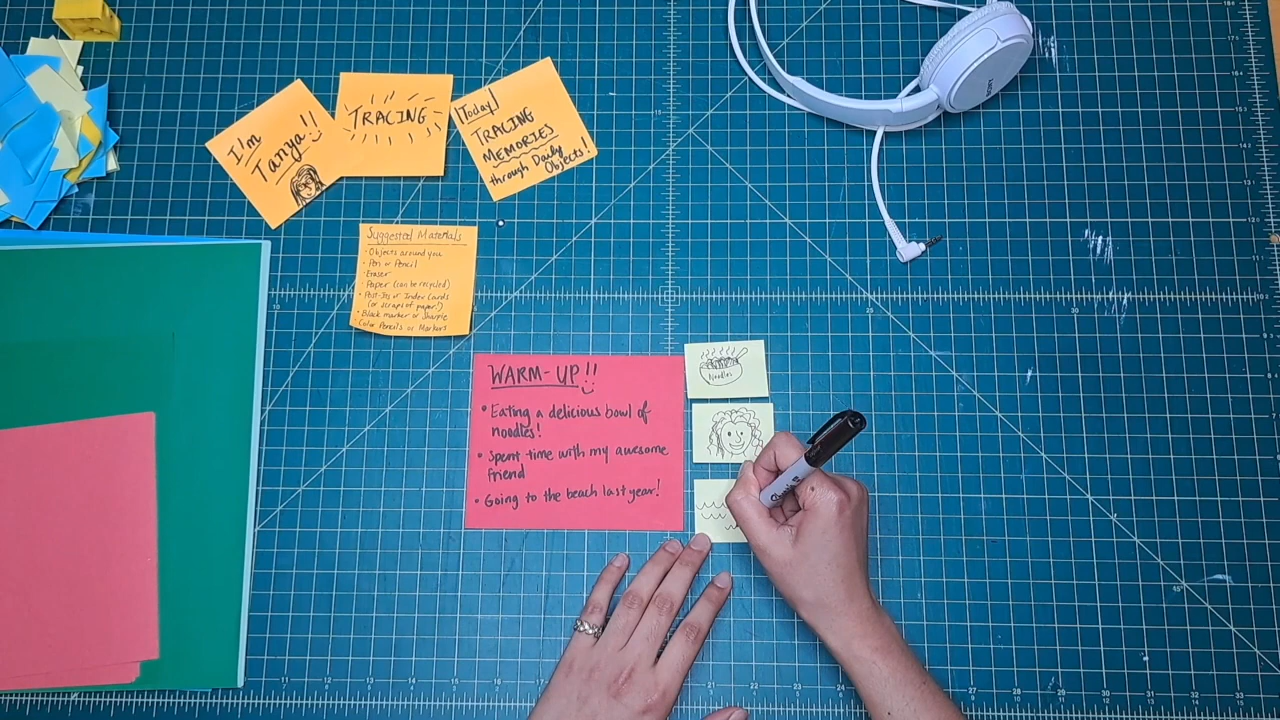 I'm
Tanya!!
TRACING
Today
TRACING
MEMORIES
through Daily
Objects!
Suggested Materials
• Objects around you
• Pen or Pencil
• Eraser
• Paper (can be recycled)
• Post-Its or Index Cards
(or scraps of paper!)
• Black marker or Sharpie
• Color Pencils or Markers
WARM-UP!!
• Eating a delicious bowl of
noodles!
• Spent time with my awesome
friend
• Going to the beach last year!
Noodles
Sharpie
SONY